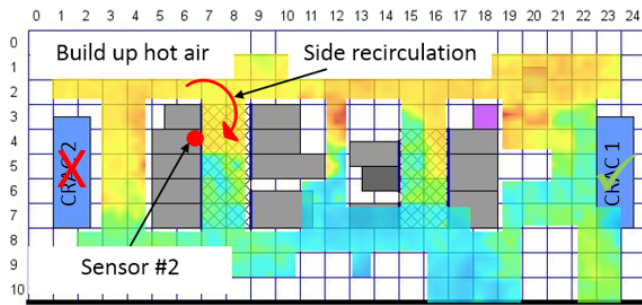 0 1 2 3 4 5 6 7 8 9 10 11 12 13 14 15 16 17 18 19 20 21 22 23 24
0
Build up hot air
Side recirculation
1
2
3
4
CRAC 2
X
CRAC 1
5
6
7
8
Sensor #2
9
10